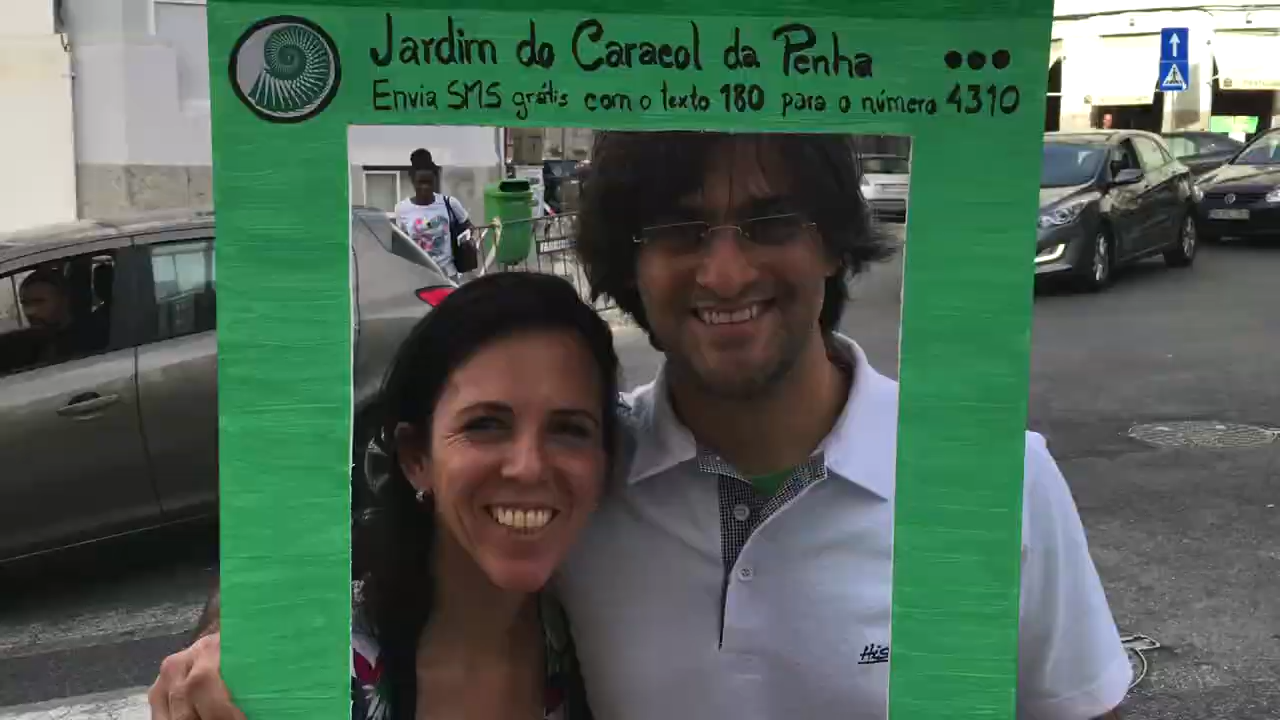 Jardim do Caracol da Penha
Envia SMS grátis com o texto 180 para o número 4310